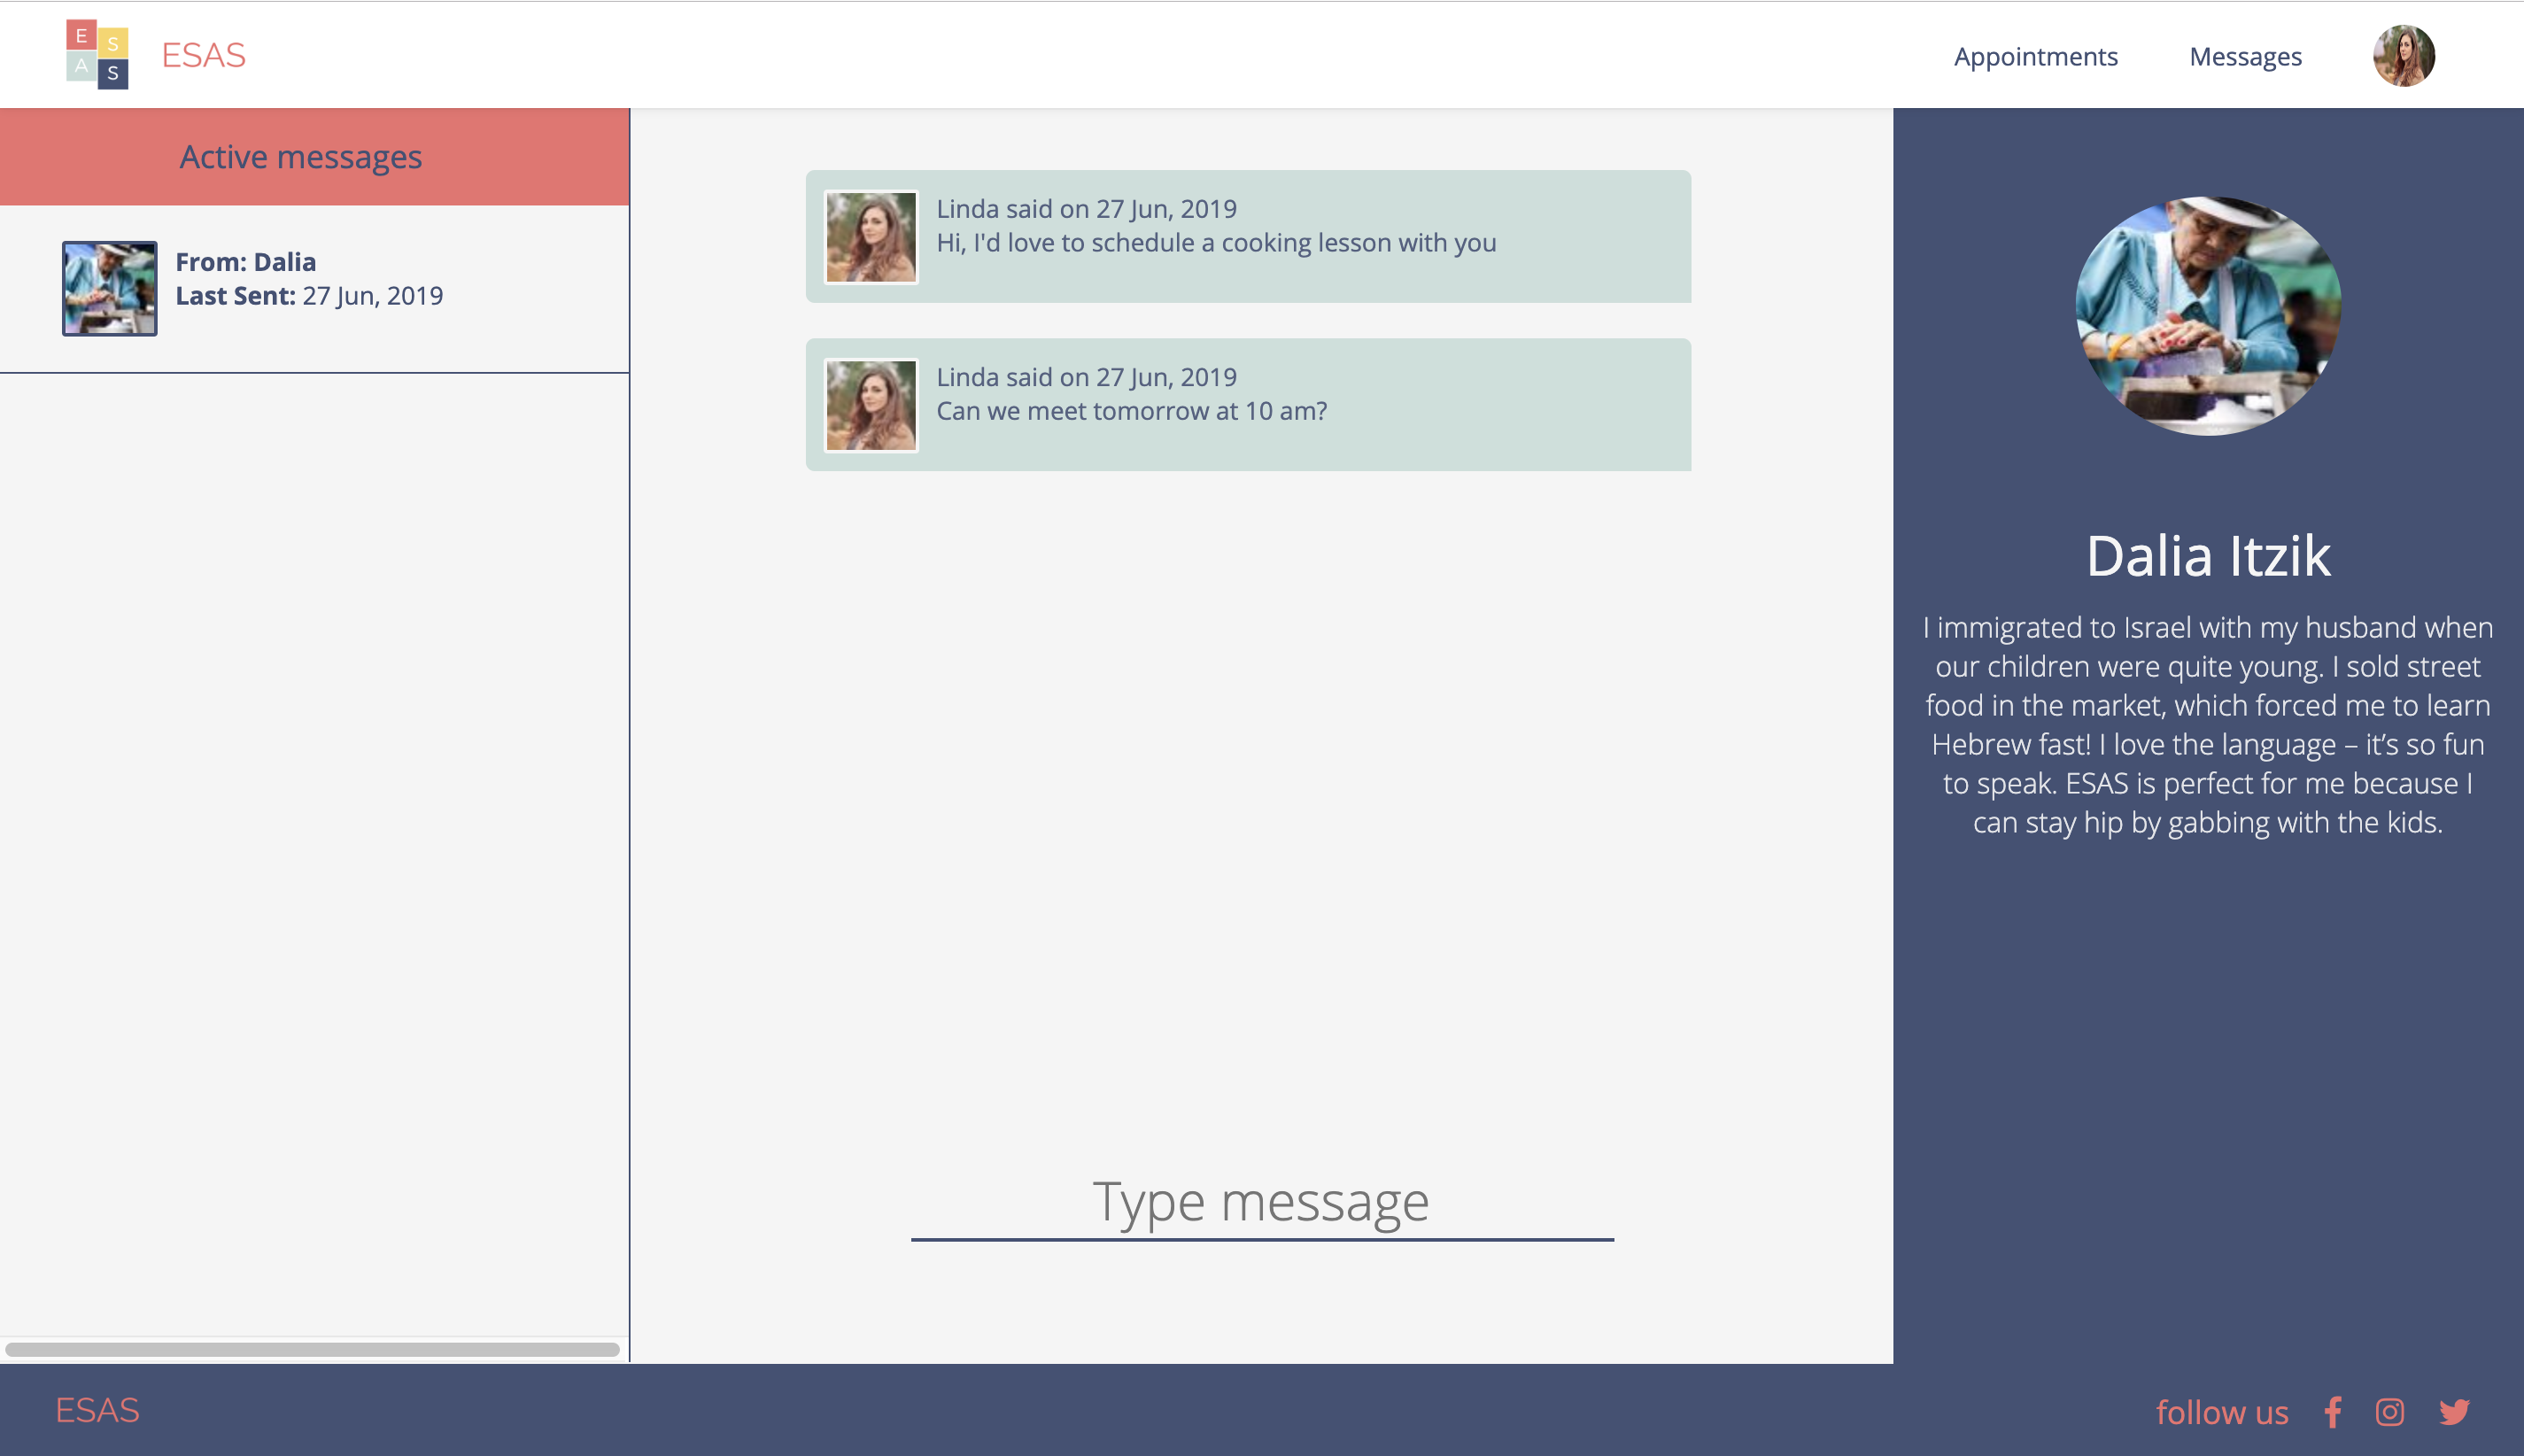 E
S
A
S
ESAS
Appointments
Messages
Active messages
From: Dalia
Last Sent: 27 Jun, 2019
Linda said on 27 Jun, 2019
Hi, I'd love to schedule a cooking lesson with you
Linda said on 27 Jun, 2019
Can we meet tomorrow at 10 am?
Type message
Dalia Itzik
I immigrated to Israel with my husband when
our children were quite young. I sold street
food in the market, which forced me to learn
Hebrew fast! I love the language – it’s so fun
to speak. ESAS is perfect for me because I
can stay hip by gabbing with the kids.
ESAS
follow us